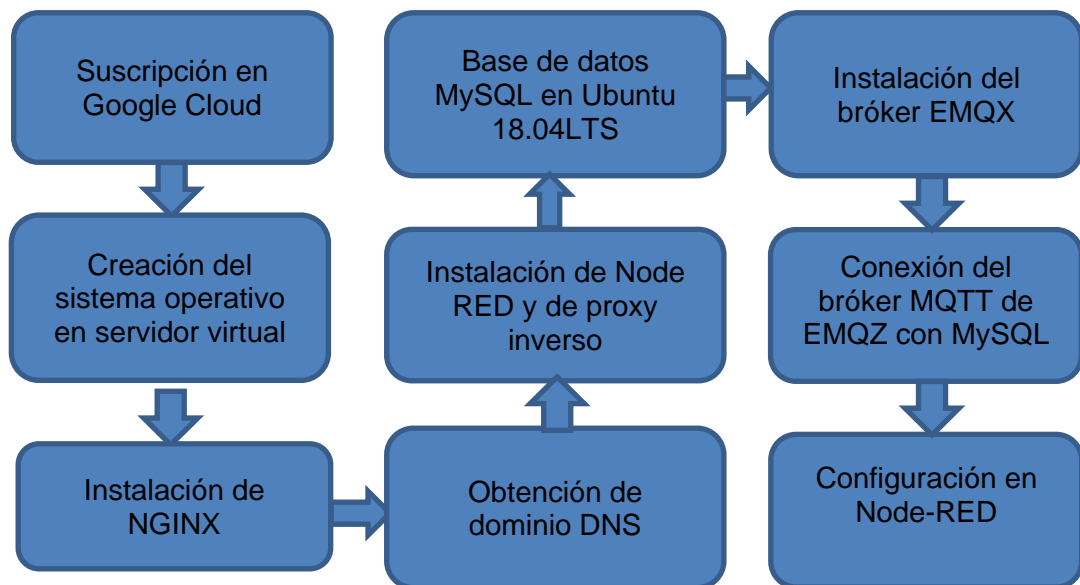 Suscripción en
Google Cloud
Creación del
sistema operativo
en servidor virtual
Instalación de
NGINX
Obtención de
dominio DNS
Instalación de Node
RED y de proxy
inverso
Base de datos
MySQL en Ubuntu
18.04LTS
Instalación del
bróker EMQX
Conexión del
bróker MQTT de
EMQZ con MySQL
Configuración en
Node-RED